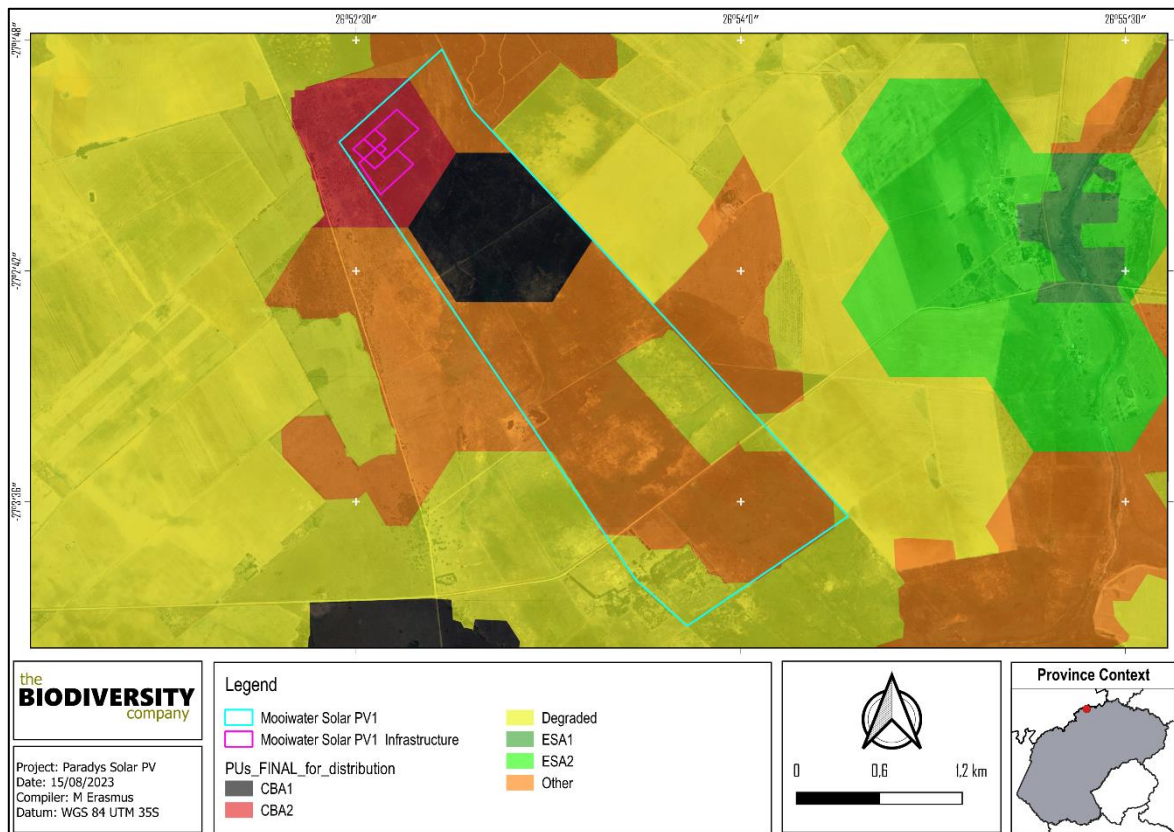 26°52'30" 26°54'0" 26°55'30"
-27°1'48"
-27°2'42"
-27°3'36"
the
BIODIVERSITY
company
Project: Paradys Solar PV
Date: 15/08/2023
Compiler: M Erasmus
Datum: WGS 84 UTM 35S
Legend
Mooiwater Solar PV1
Mooiwater Solar PV1 Infrastructure
PUs_FINAL_for_distribution
CBA1
CBA2
Degraded
ESA1
ESA2
Other
0 0,6 1,2 km
Province Context